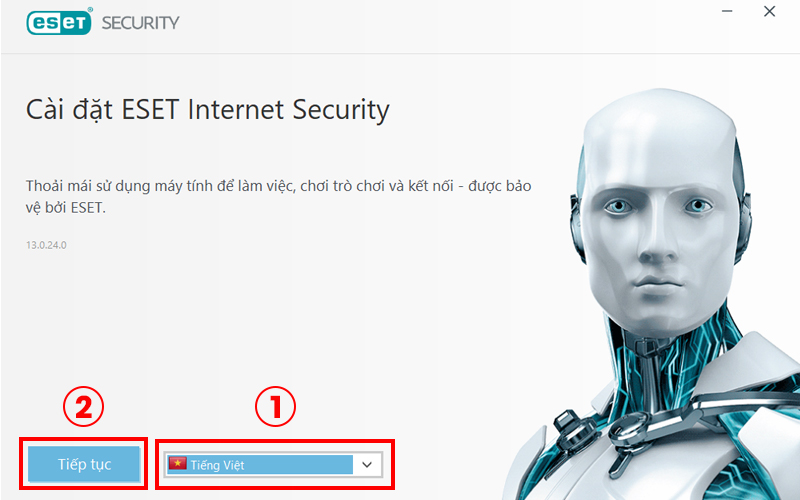 eseT® SECURITY
Cài đặt ESET Internet Security
Thoải mái sử dụng máy tính để làm việc, chơi trò chơi và kết nối - được bảo
vệ bởi ESET.
13.0.24.0
2
1
Tiếp tục
Tiếng Việt